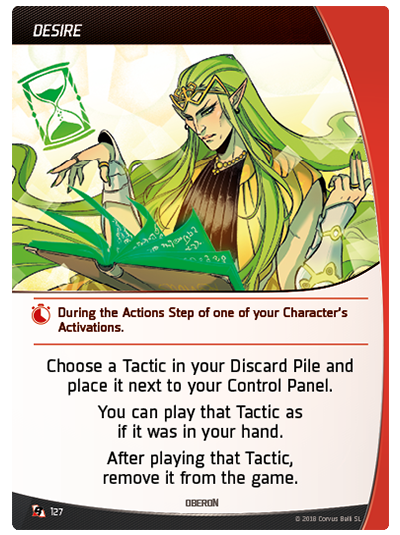 DESIRE
During the Actions Step of one of your Character's
Activations.
Choose a Tactic in your Discard Pile and
place it next to your Control Panel.
You can play that Tactic as
if it was in your hand.
After playing that Tactic,
remove it from the game.
OBERON
127
© 2018 Corvus Belli SL